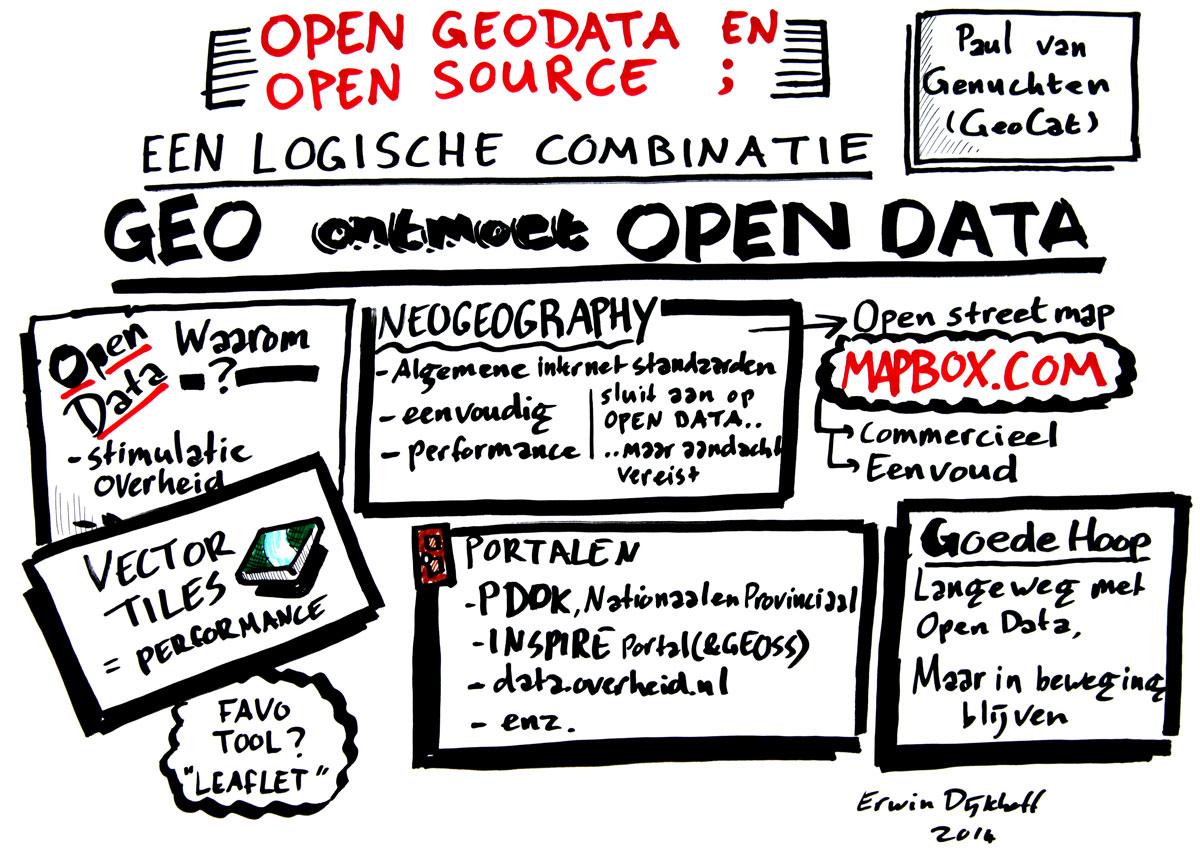 OPEN GEODATA EN
OPEN SOURCE ;
EEN LOGISCHE COMBINATIE
Paul van
Genuchten
(GeoCat)
GEO ontmoet OPEN DATA
Open
Data
Waarom
?
- stimulatie
overheid
NEOGEOGRAPHY
- Algemene internet standaarden
- eenvoudig
- performance
sluit aan op
OPEN DATA..
..maar aandacht
vereist
Open street map
MAPBOX.COM
Commercieel
Eenvoud
VECTOR
TILES
= PERFORMANCE
FAVO
TOOL?
"LEAFLET"
PORTALEN
- PDOK, Nationaal en Provinciaal
- INSPIRE Portal (& GEOSS)
- data.overheid.nl
- enz.
Goede Hoop
Lange weg met
Open Data,
Maar in beweging
blijven
Erwin Dijkhoff
2014